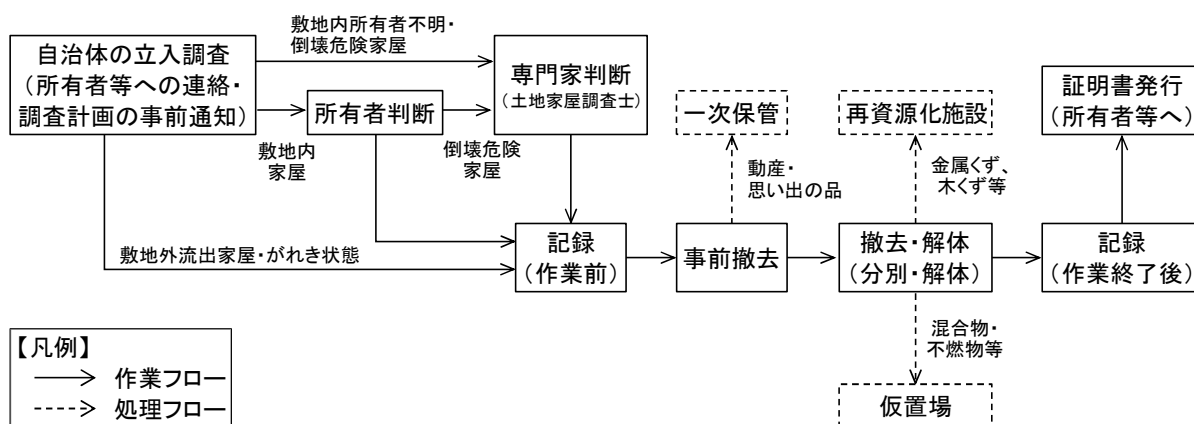 敷地内所有者不明・
倒壊危険家屋
自治体の立入調査
(所有者等への連絡・
調査計画の事前通知)
所有者判断
専門家判断
(土地家屋調査士)
敷地内
家屋
倒壊危険
家屋
敷地外流出家屋・がれき状態
記録
(作業前)
一次保管
動産・
思い出の品
事前撤去
再資源化施設
金属くず、
木くず等
撤去・解体
(分別・解体)
混合物・
不燃物等
仮置場
証明書発行
(所有者等へ)
記録
(作業終了後)
【凡例】
作業フロー
処理フロー